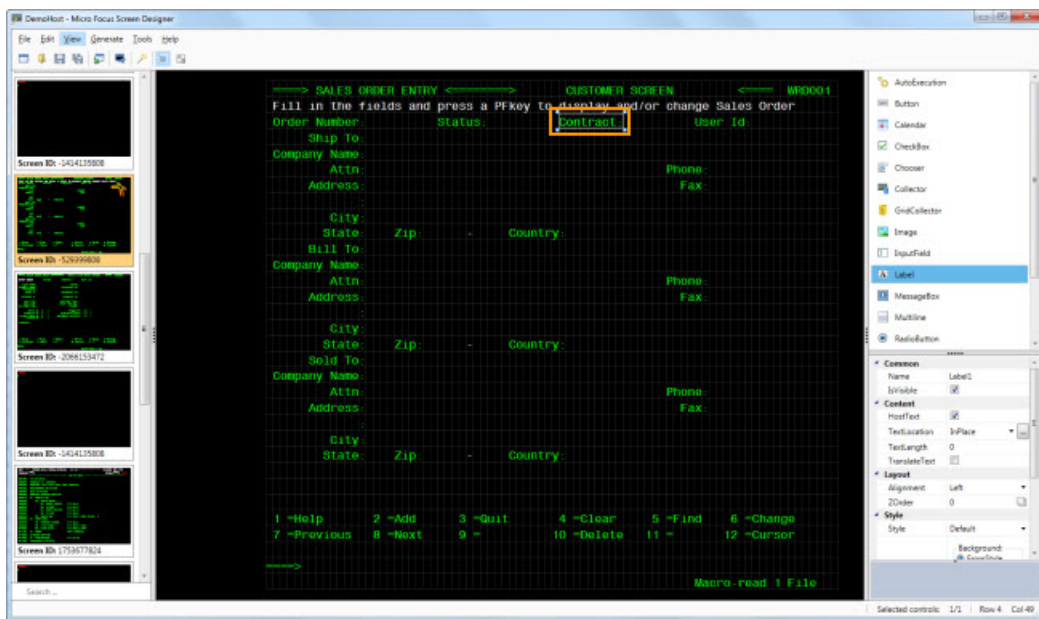 DemoHost - Micro Focus Screen Designer
File Edit View Generate Tools Help
Screen ID: -1414135808
Screen ID: -529399808
Screen ID: -2066153472
Screen ID: -1414135808
Screen ID: 1753677824
Search ...
====> SALES ORDER ENTRY <========> CUSTOMER SCREEN <==== WRD001
Fill in the fields and press a PFkey to display and/or change Sales Order
Order Number: Status: Contract: User Id:
Ship To:
Company Name:
Attn: Phone:
Address: Fax:
:
City:
State: Zip: - Country:
Bill To:
Company Name:
Attn: Phone:
Address: Fax:
:
City:
State: Zip: - Country:
Sold To:
Company Name:
Attn: Phone:
Address: Fax:
:
City:
State: Zip: - Country:
1 =Help 2 =Add 3 =Quit 4 =Clear 5 =Find 6 =Change
7 =Previous 8 =Next 9 = 10 =Delete 11 = 12 =Cursor
====>
Macro-read 1 File
AutoExecution
Button
Calendar
CheckBox
Chooser
Collector
GridCollector
Image
InputField
Label
MessageBox
Multiline
RadioButton
Common
Name Label1
IsVisible
Content
HostText
TextLocation InPlace
TextLength 0
TranslateText
Layout
Alignment Left
ZOrder 0
Style
Style Default
Background:
Selected controls: 1/1 Row 4 Col 49